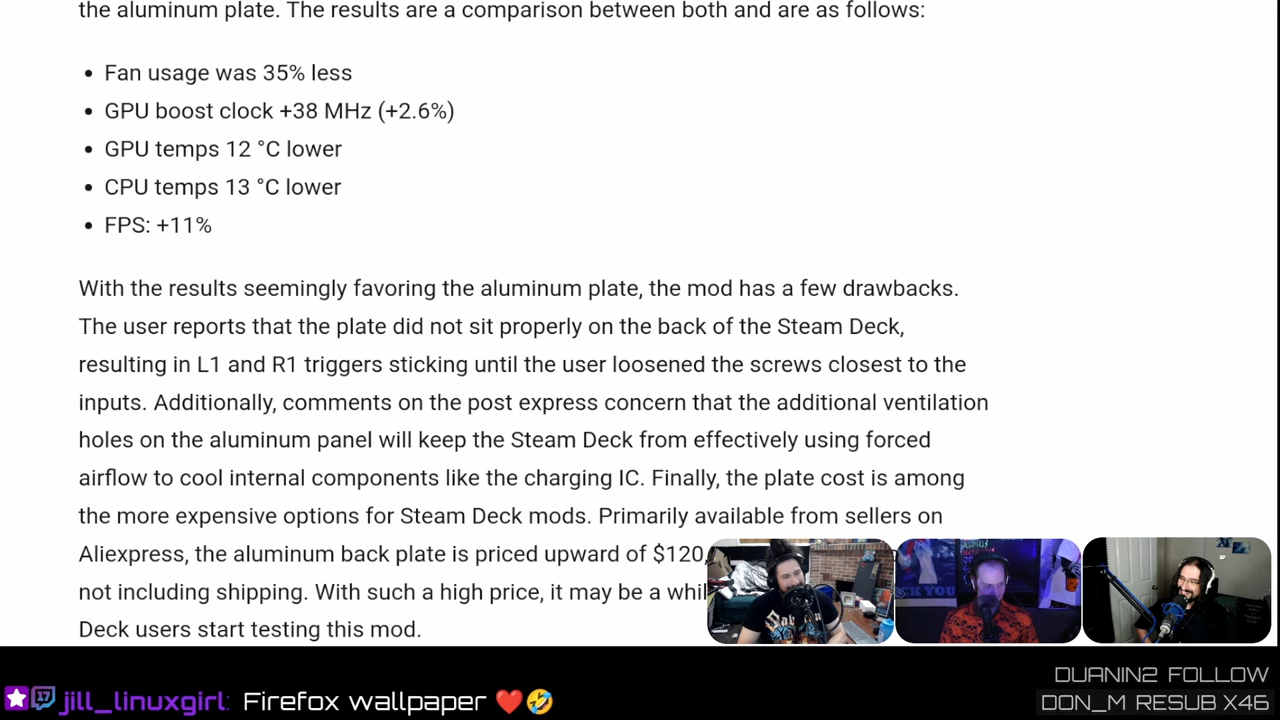 the aluminum plate. The results are a comparison between both and are as follows:
• Fan usage was 35% less
• GPU boost clock +38 MHz (+2.6%)
• GPU temps 12 °C lower
• CPU temps 13 °C lower
• FPS: +11%
With the results seemingly favoring the aluminum plate, the mod has a few drawbacks.
The user reports that the plate did not sit properly on the back of the Steam Deck,
resulting in L1 and R1 triggers sticking until the user loosened the screws closest to the
inputs. Additionally, comments on the post express concern that the additional ventilation
holes on the aluminum panel will keep the Steam Deck from effectively using forced
airflow to cool internal components like the charging IC. Finally, the plate cost is among
the more expensive options for Steam Deck mods. Primarily available from sellers on
Aliexpress, the aluminum back plate is priced upward of $120,
not including shipping. With such a high price, it may be a
Deck users start testing this mod.
DUANIN2 FOLLOW
17 jill_linuxgirl: Firefox wallpaper ❤️🤣
DON_M RESUB X46